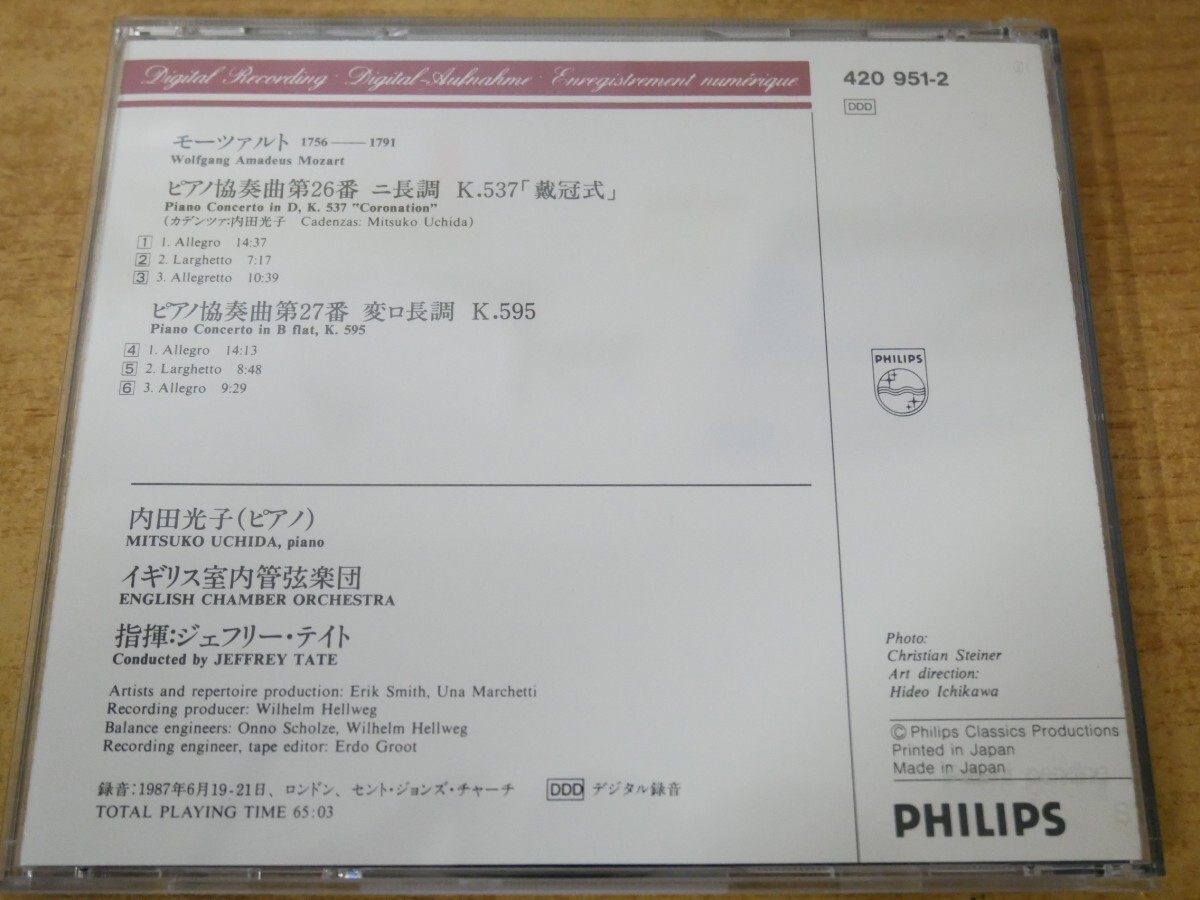 Digital Recording · Digital-Aufnahme · Enregistrement numérique
420 951-2
DDD
モーツァルト 1756 —— 1791
Wolfgang Amadeus Mozart
ピアノ協奏曲第26番 ニ長調 K.537「戴冠式」
Piano Concerto in D, K. 537 "Coronation"
(カデンツァ:内田光子 Cadenzas: Mitsuko Uchida)
1 1. Allegro 14:37
2 2. Larghetto 7:17
3 3. Allegretto 10:39
ピアノ協奏曲第27番 変ロ長調 K.595
Piano Concerto in B flat, K. 595
4 1. Allegro 14:13
5 2. Larghetto 8:48
6 3. Allegro 9:29
PHILIPS
内田光子(ピアノ)
MITSUKO UCHIDA, piano
イギリス室内管弦楽団
ENGLISH CHAMBER ORCHESTRA
指揮:ジェフリー・テイト
Conducted by JEFFREY TATE
Artists and repertoire production: Erik Smith, Una Marchetti
Recording producer: Wilhelm Hellweg
Balance engineers: Onno Scholze, Wilhelm Hellweg
Recording engineer, tape editor: Erdo Groot
録音:1987年6月19-21日、ロンドン、セント・ジョンズ・チャーチ DDD デジタル録音
TOTAL PLAYING TIME 65:03
Photo:
Christian Steiner
Art direction:
Hideo Ichikawa
© Philips Classics Productions
Printed in Japan
Made in Japan
PHILIPS